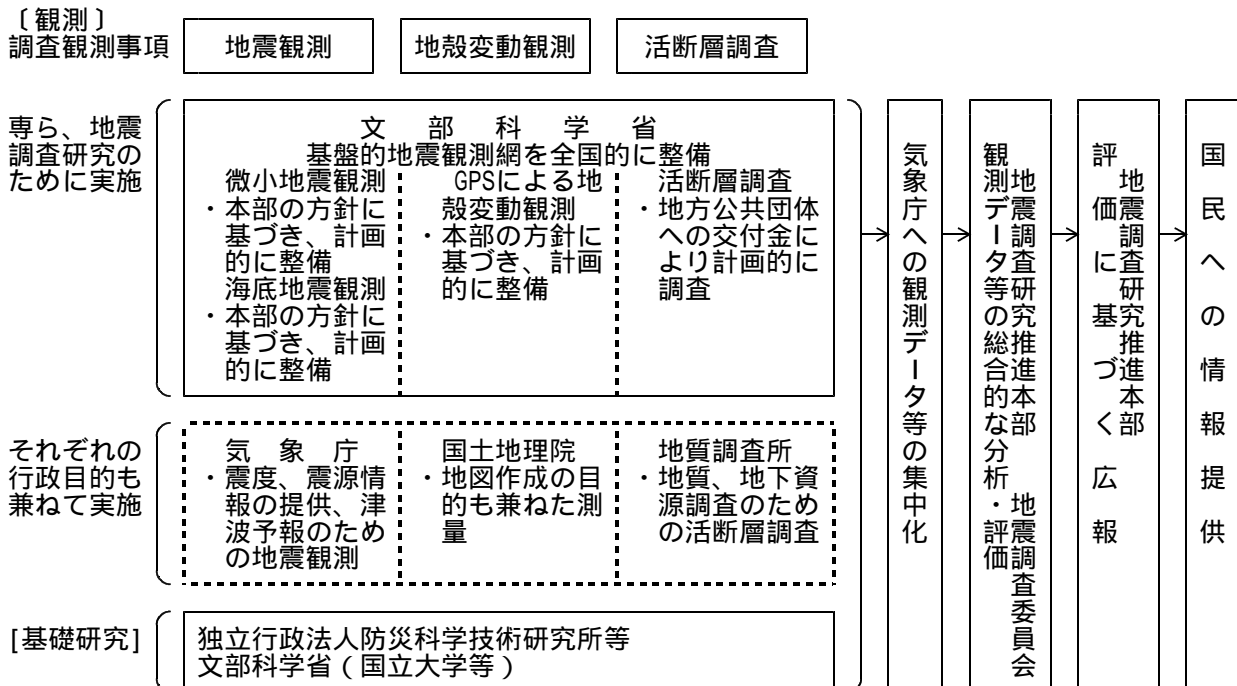 〔観測〕
調査観測事項
地震観測
地殻変動観測
活断層調査
専ら、地震
調査研究の
ために実施
文部科学省
基盤的地震観測網を全国的に整備
微小地震観測
・本部の方針に
基づき、計画
的に整備
海底地震観測
・本部の方針に
基づき、計画
的に整備
GPSによる地
殻変動観測
・本部の方針に
基づき、計画
的に整備
活断層調査
・地方公共団体
への交付金に
より計画的に
調査
それぞれの
行政目的も
兼ねて実施
気象庁
・震度、震源情
報の提供、津
波予報のため
の地震観測
国土地理院
・地図作成の目
的も兼ねた測
量
地質調査所
・地質、地下資
源調査のため
の活断層調査
[基礎研究]
独立行政法人防災科学技術研究所等
文部科学省（国立大学等）
気象庁への観測データ等の集中化
地震調査研究推進本部・地震調査委員会
観測データ等の総合的な分析・評価
地震調査研究推進本部
評価に基づく広報
国民への情報提供